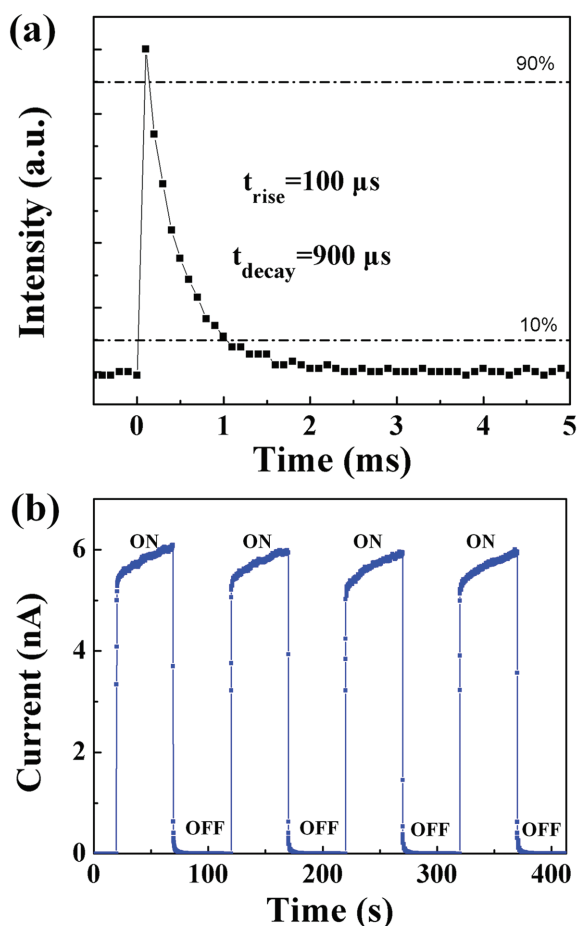 (a)
90%
t_rise=100 µs
t_decay=900 µs
10%
Intensity (a.u.)
0 1 2 3 4 5
Time (ms)
(b)
6
ON ON ON ON
4
2
OFF OFF OFF OFF
0
Current (nA)
0 100 200 300 400
Time (s)